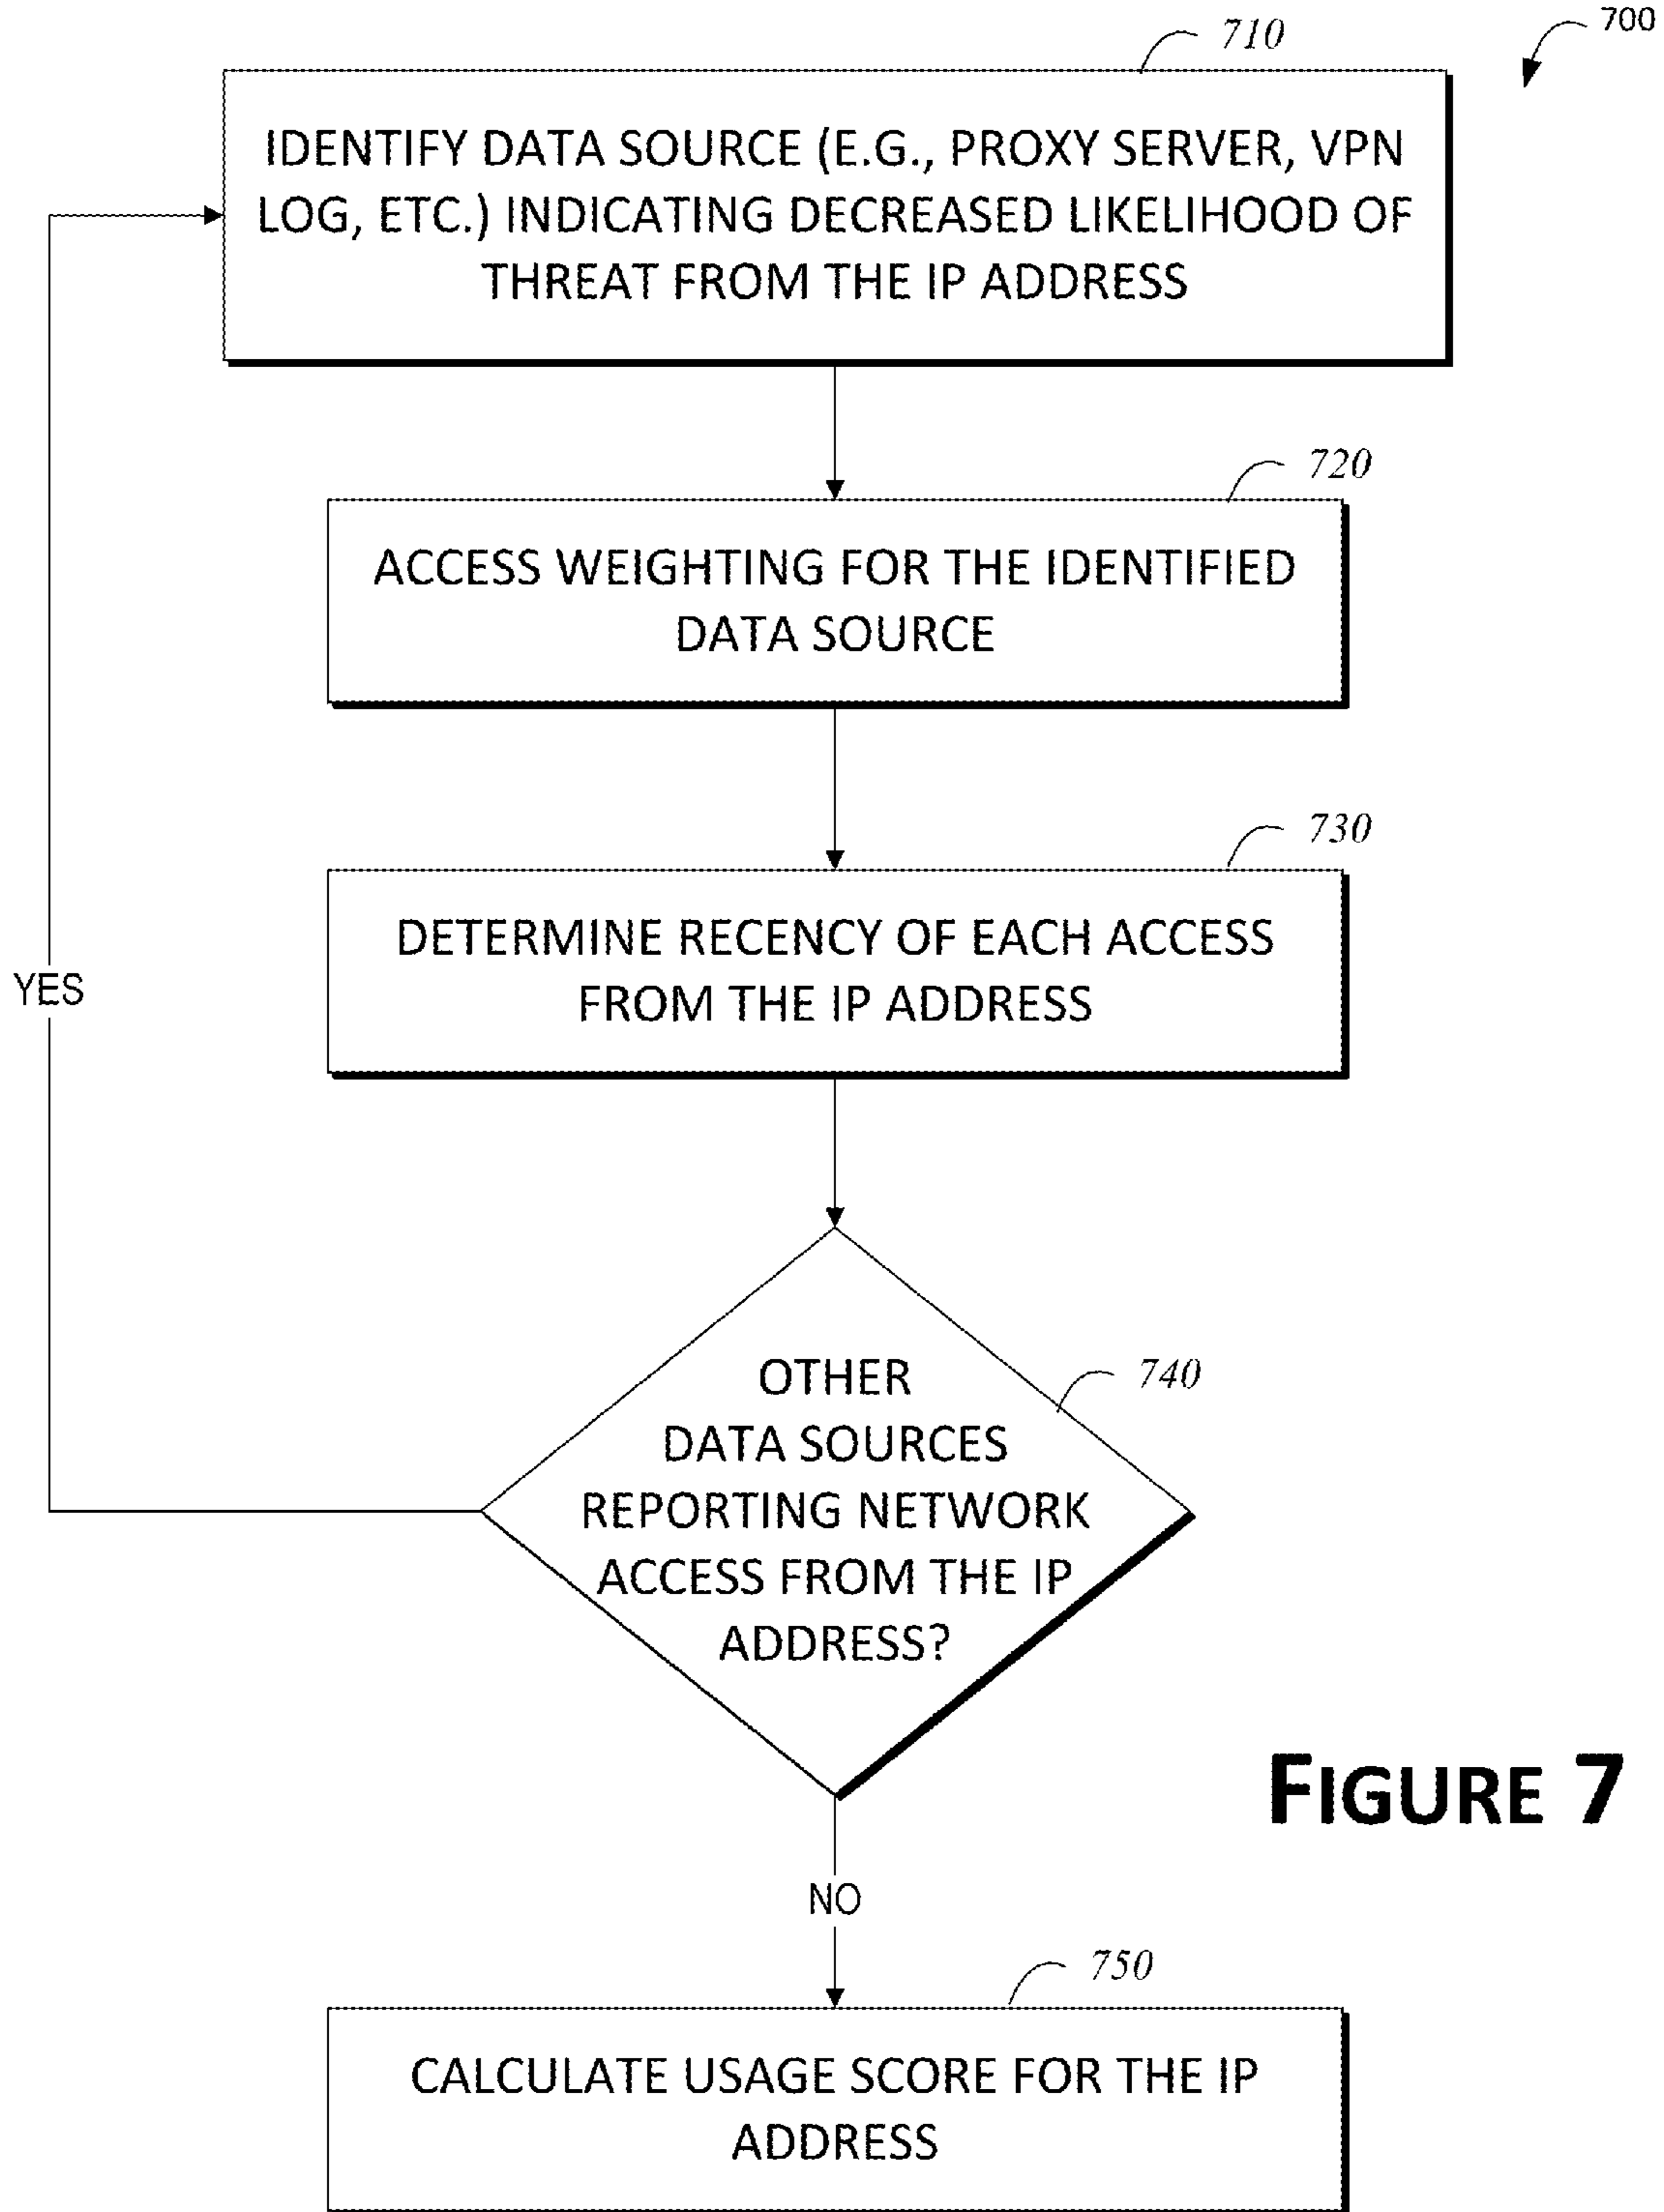 700
710
IDENTIFY DATA SOURCE (E.G., PROXY SERVER, VPN
LOG, ETC.) INDICATING DECREASED LIKELIHOOD OF
THREAT FROM THE IP ADDRESS
720
ACCESS WEIGHTING FOR THE IDENTIFIED
DATA SOURCE
730
DETERMINE RECENCY OF EACH ACCESS
FROM THE IP ADDRESS
YES
740
OTHER
DATA SOURCES
REPORTING NETWORK
ACCESS FROM THE IP
ADDRESS?
FIGURE 7
NO
750
CALCULATE USAGE SCORE FOR THE IP
ADDRESS